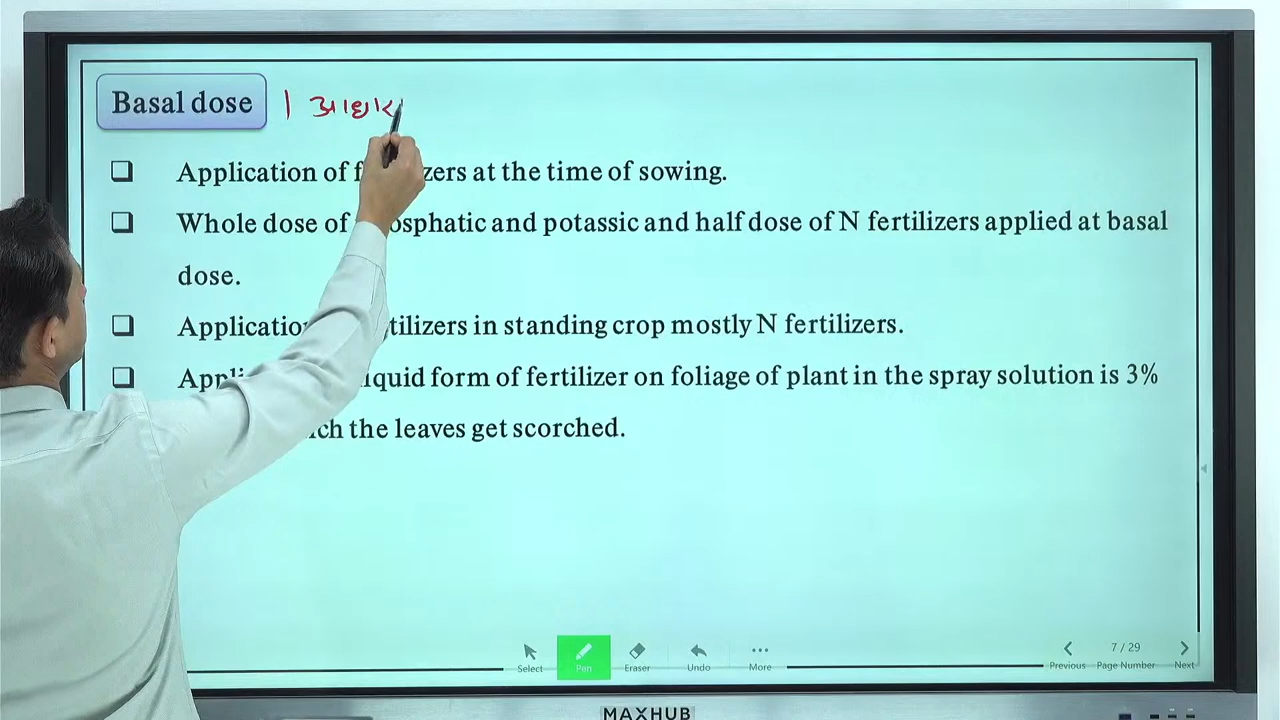 Basal dose | आधार
Application of zers at the time of sowing.
Whole dose of osphatic and potassic and half dose of N fertilizers applied at basal
dose.
Applicatio tilizers in standing crop mostly N fertilizers.
App iquid form of fertilizer on foliage of plant in the spray solution is 3%
ch the leaves get scorched.
Select Pen Eraser Undo More
7 / 29
Previous Page Number Next
MAXHUB